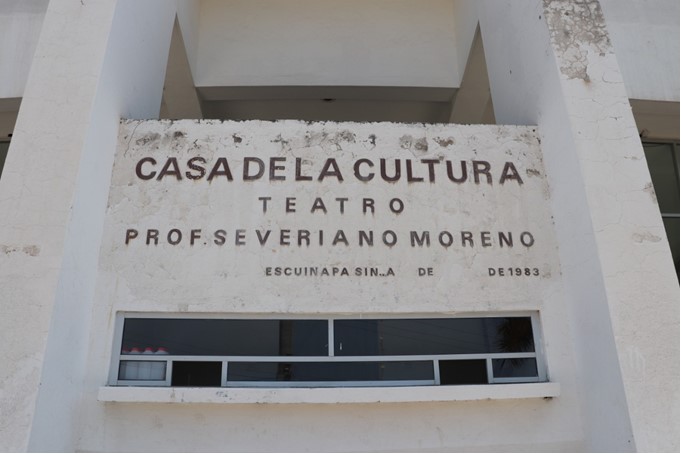 CASA DE LA CULTURA
TEATRO
PROF. SEVERIANO MORENO
ESCUINAPA SIN., A DE DE 1983